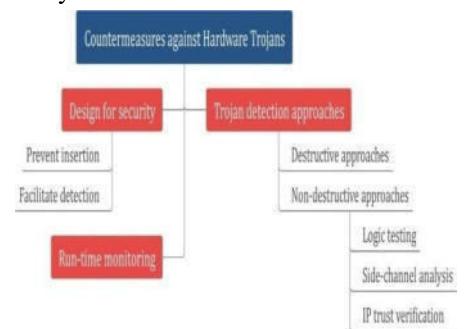 Countermeasures against Hardware Trojans
Design for security
Trojan detection approaches
Prevent insertion
Facilitate detection
Destructive approaches
Non-destructive approaches
Run-time monitoring
Logic testing
Side-channel analysis
IP trust verification